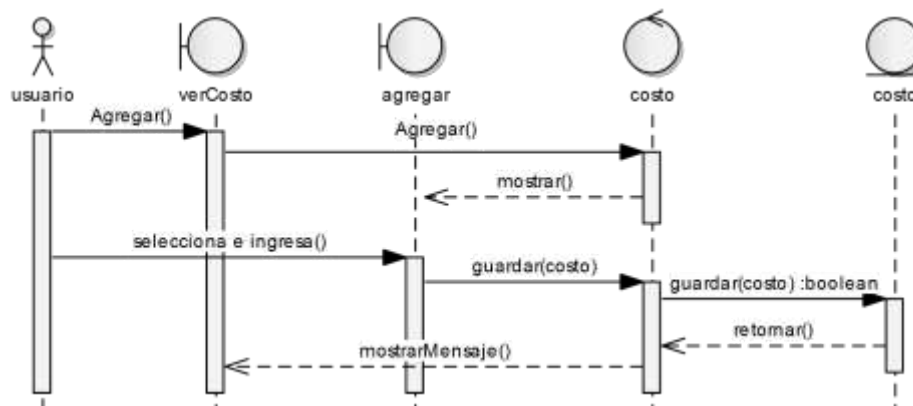 usuario
verCosto
agregar
costo
costo
Agregar()
Agregar()
mostrar()
selecciona e ingresa()
guardar(costo)
guardar(costo) :boolean
retornar()
mostrarMensaje()